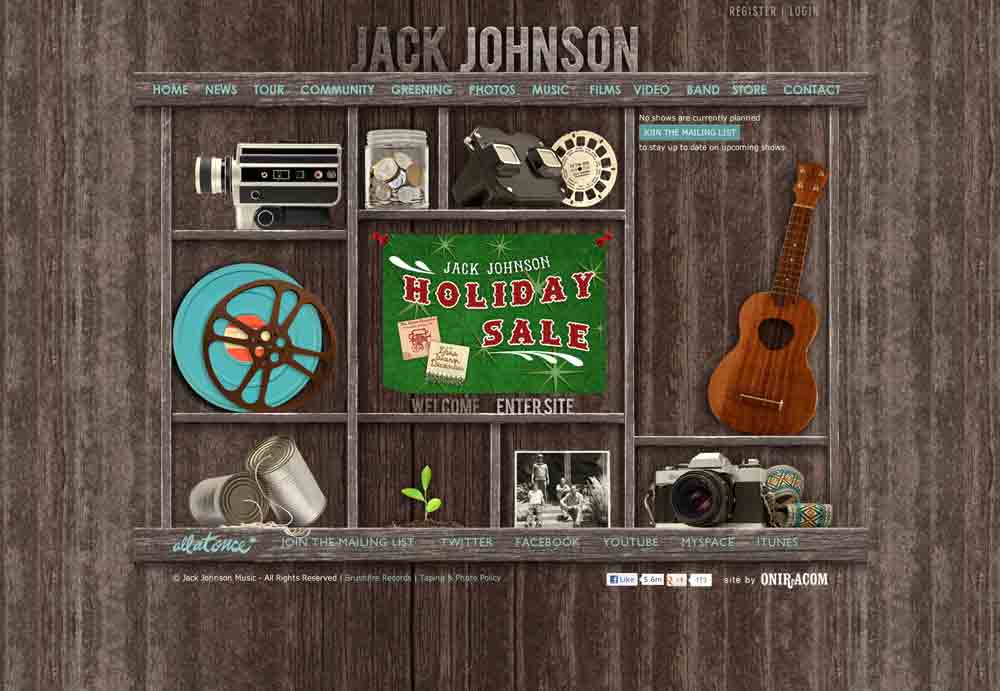 REGISTER | LOGIN
JACK JOHNSON
HOME NEWS TOUR COMMUNITY GREENING PHOTOS MUSIC FILMS VIDEO BAND STORE CONTACT
No shows are currently planned
JOIN THE MAILING LIST
to stay up to date on upcoming shows.
JACK JOHNSON
HOLIDAY
SALE
WELCOME ENTER SITE
allatonce
JOIN THE MAILING LIST TWITTER FACEBOOK YOUTUBE MYSPACE ITUNES
© Jack Johnson Music - All Rights Reserved | Brushfire Records | Taping & Photo Policy
Like 5.6m +1
site by ONIRACOM